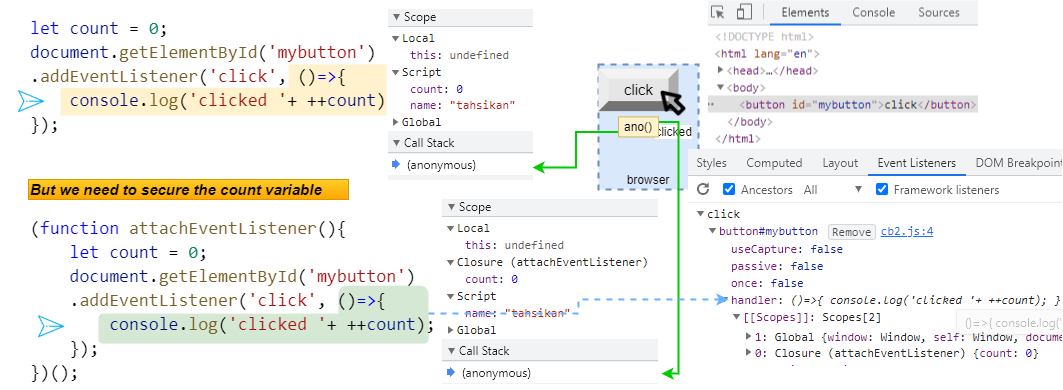 let count = 0;
document.getElementById('mybutton')
.addEventListener('click', ()=>{
console.log('clicked '+ ++count)
});
But we need to secure the count variable
(function attachEventListener(){
let count = 0;
document.getElementById('mybutton')
.addEventListener('click', ()=>{
console.log('clicked '+ ++count);
});
})();
▼ Scope
▼ Local
this: undefined
▼ Script
count: 0
name: "tahsikan"
▶ Global
▼ Call Stack
(anonymous)
click
ano()
clicked
browser
▼ Scope
▼ Local
this: undefined
▼ Closure (attachEventListener)
count: 0
▼ Script
name: "tahsikan"
▶ Global
▼ Call Stack
(anonymous)
Elements Console Sources
<!DOCTYPE html>
<html lang="en">
▶ <head>…</head>
▼ <body>
<button id="mybutton">click</button>
</body>
</html>
Styles Computed Layout Event Listeners DOM Breakpoint
Ancestors All ▼ Framework listeners
▼ click
▼ button#mybutton Remove cb2.js:4
useCapture: false
passive: false
once: false
▼ handler: ()=>{ console.log('clicked '+ ++count); }
▼ [[Scopes]]: Scopes[2]
()=>{ console.log('
▶ 1: Global {window: Window, self: Window, docume
▶ 0: Closure (attachEventListener) {count: 0}